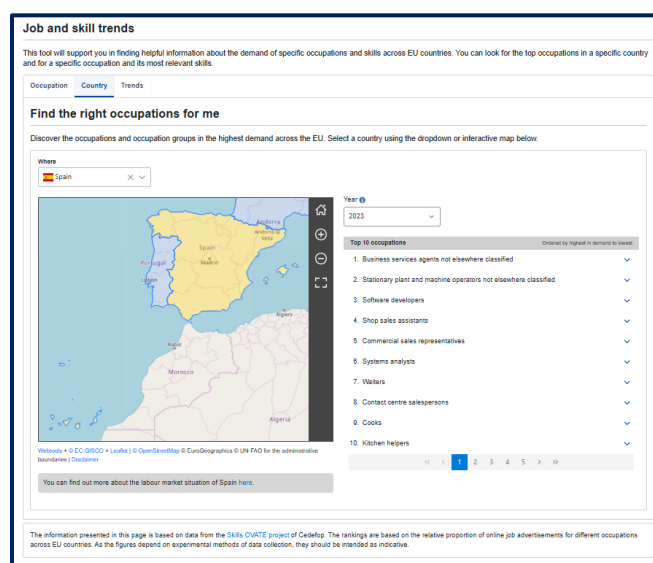 Job and skill trends
This tool will support you in finding helpful information about the demand of specific occupations and skills across EU countries. You can look for the top occupations in a specific country
and for a specific occupation and its most relevant skills.
Occupation Country Trends
Find the right occupations for me
Discover the occupations and occupation groups in the highest demand across the EU. Select a country using the dropdown or interactive map below.
Where
Spain
Year
2023
Top 10 occupations Ordered by highest in demand to lowest
1. Business services agents not elsewhere classified
2. Stationary plant and machine operators not elsewhere classified
3. Software developers
4. Shop sales assistants
5. Commercial sales representatives
6. Systems analysts
7. Waiters
8. Contact centre salespersons
9. Cooks
10. Kitchen helpers
« ‹ 1 2 3 4 5 › »
Andorra
Andorra la
Vella
Spain
Madrid
Portugal
Lisbon
Algiers
Rabat
Morocco
Algeria
Webtools • © EC-GISCO • Leaflet | © OpenStreetMap © EuroGeographics © UN-FAO for the administrative
boundaries | Disclaimer
You can find out more about the labour market situation of Spain here.
The information presented in this page is based on data from the Skills OVATE project of Cedefop. The rankings are based on the relative proportion of online job advertisements for different occupations
across EU countries. As the figures depend on experimental methods of data collection, they should be intended as indicative.